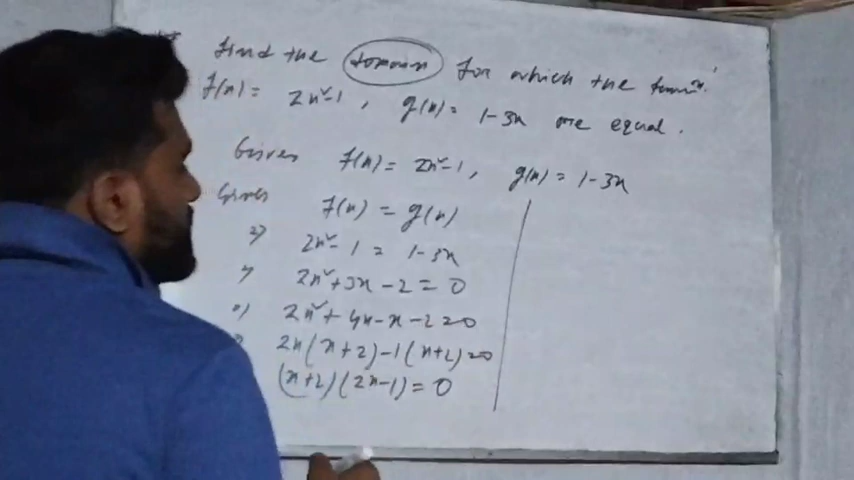 Find the domain for which the funcⁿ.
f(x) = 2x²-1, g(x) = 1-3x are equal.
Given f(x) = 2x²-1, g(x) = 1-3x
Given f(x) = g(x)
⇒ 2x²-1 = 1-3x
⇒ 2x²+3x-2 = 0
⇒ 2x²+4x-x-2=0
2x(x+2)-1(x+2)=0
(x+2)(2x-1) = 0